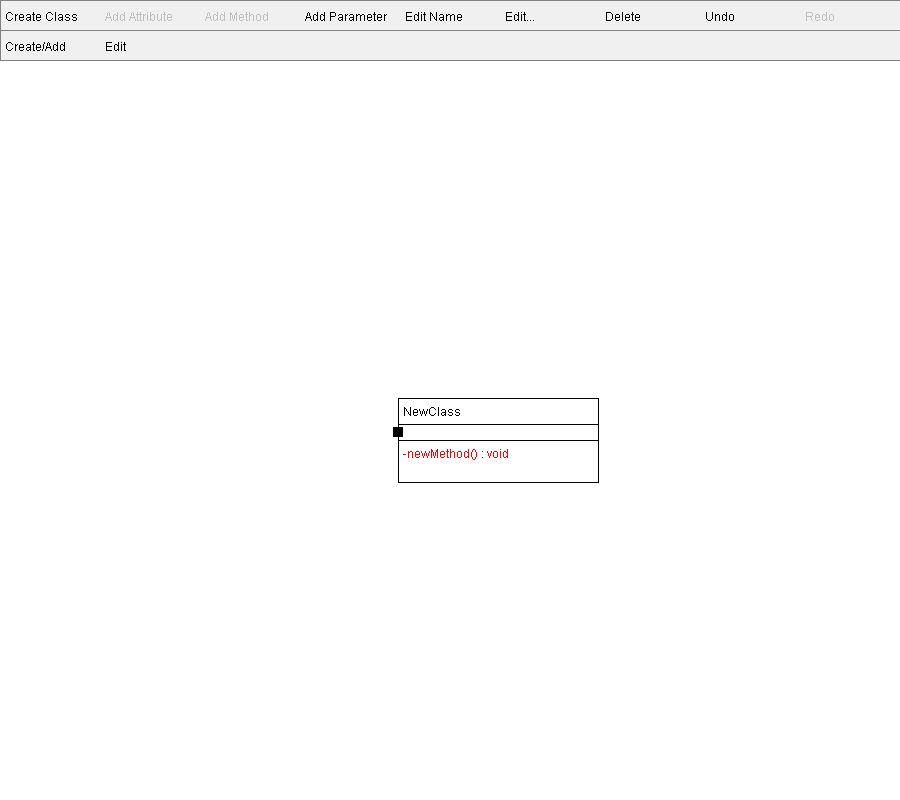 Create Class Add Attribute Add Method Add Parameter Edit Name Edit... Delete Undo Redo
Create/Add Edit
NewClass
-newMethod() : void